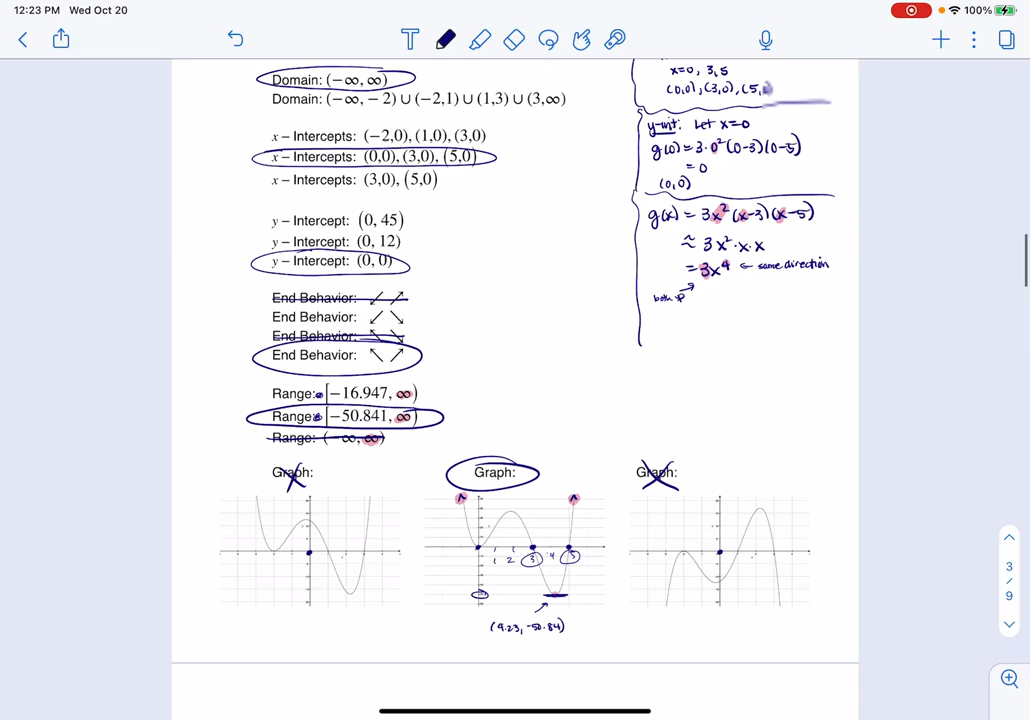 12:23 PM Wed Oct 20
100%
Domain: (−∞, ∞)
Domain: (−∞, − 2) ∪ (−2,1) ∪ (1,3) ∪ (3,∞)
x − Intercepts: (−2,0), (1,0), (3,0)
x − Intercepts: (0,0), (3,0), (5,0)
x − Intercepts: (3,0), (5,0)
y − Intercept: (0, 45)
y − Intercept: (0, 12)
y − Intercept: (0, 0)
End Behavior: ↙ ↗
End Behavior: ↙ ↘
End Behavior: ↖ ↘
End Behavior: ↖ ↗
Range: [−16.947, ∞)
Range: [−50.841, ∞)
Range: (−∞, ∞)
Graph:
Graph:
Graph:
1 2 3 4 5
(4.23, -50.84)
x=0, 3, 5
(0,0), (3,0), (5,
y-int: Let x=0
g(0) = 3·0²(0-3)(0-5)
= 0
(0,0)
g(x) = 3x²(x-3)(x-5)
≈ 3x²·x·x
= 3x⁴ ← same direction
both up
3
/
9